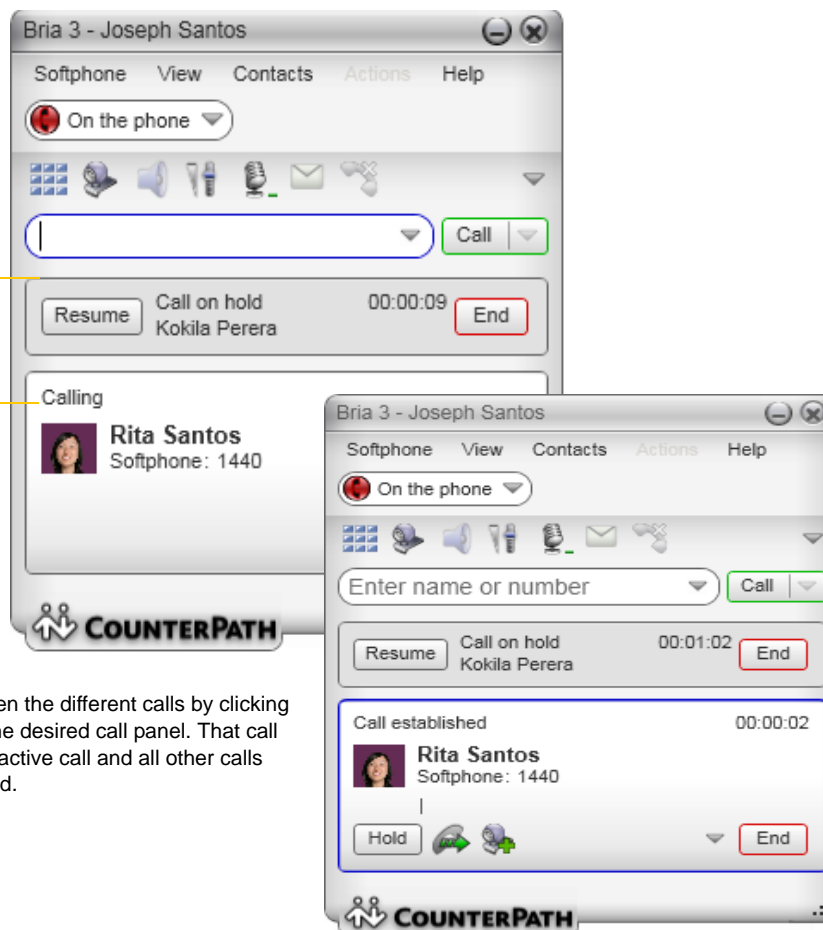 Bria 3 - Joseph Santos
Softphone View Contacts Actions Help
On the phone
Call
Resume
Call on hold
Kokila Perera
00:00:09
End
Calling
Rita Santos
Softphone: 1440
COUNTERPATH
en the different calls by clicking
ne desired call panel. That call
active call and all other calls
d.
Bria 3 - Joseph Santos
Softphone View Contacts Actions Help
On the phone
Enter name or number
Call
Resume
Call on hold
Kokila Perera
00:01:02
End
Call established 00:00:02
Rita Santos
Softphone: 1440
Hold
End
COUNTERPATH